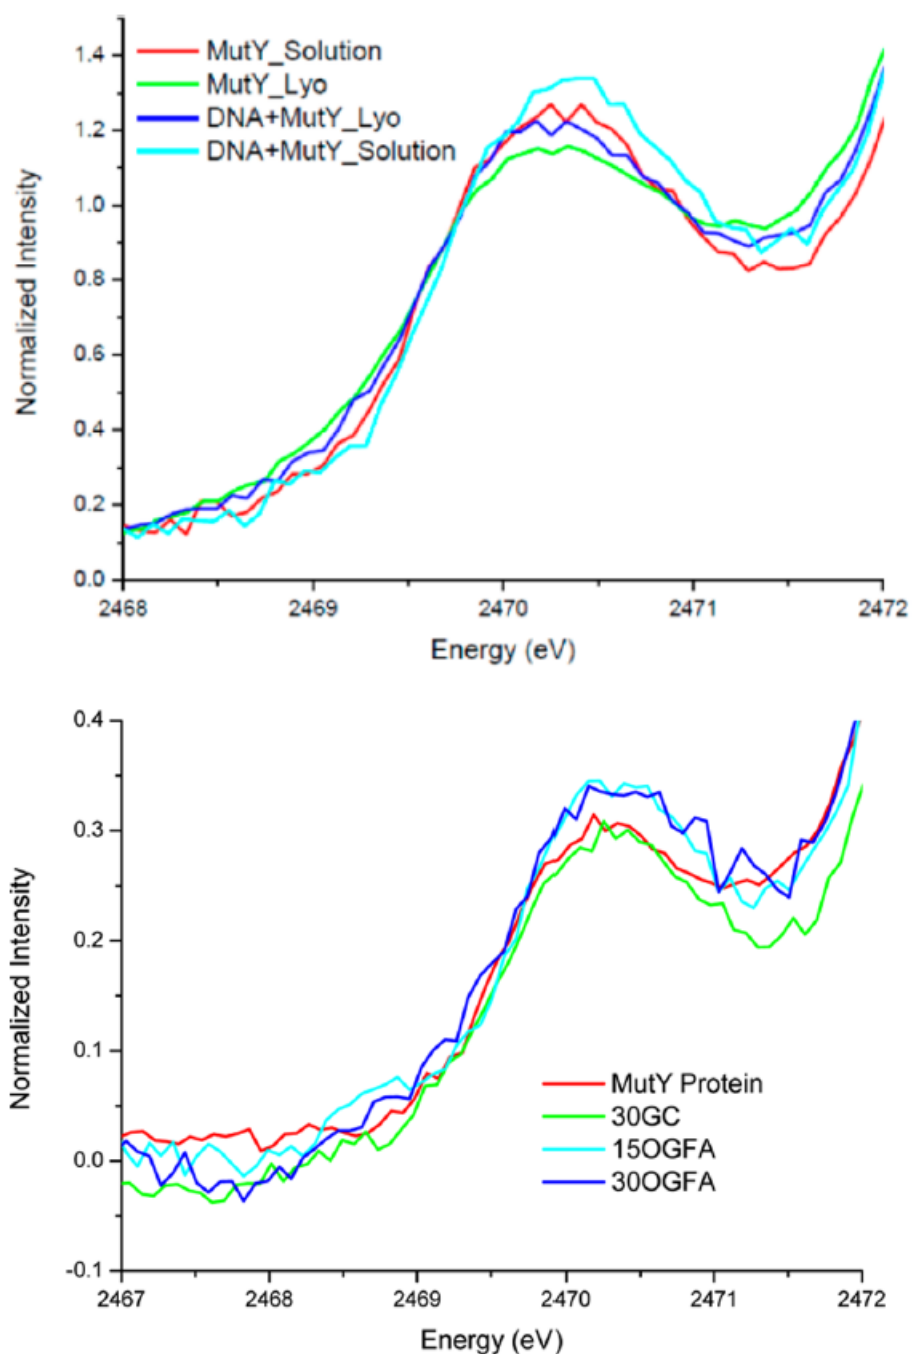 MutY_Solution
MutY_Lyo
DNA+MutY_Lyo
DNA+MutY_Solution
Normalized Intensity
1.4
1.2
1.0
0.8
0.6
0.4
0.2
0.0
2468 2469 2470 2471 2472
Energy (eV)
Normalized Intensity
0.4
0.3
0.2
0.1
0.0
-0.1
MutY Protein
30GC
15OGFA
30OGFA
2467 2468 2469 2470 2471 2472
Energy (eV)